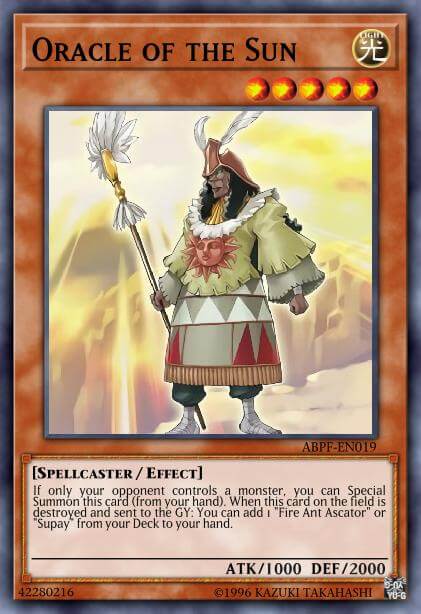 ORACLE OF THE SUN
LIGHT
光
ABPF-EN019
[SPELLCASTER / EFFECT]
If only your opponent controls a monster, you can Special
Summon this card (from your hand). When this card on the field is
destroyed and sent to the GY: You can add 1 "Fire Ant Ascator" or
"Supay" from your Deck to your hand.
ATK/1000 DEF/2000
42280216
©1996 KAZUKI TAKAHASHI